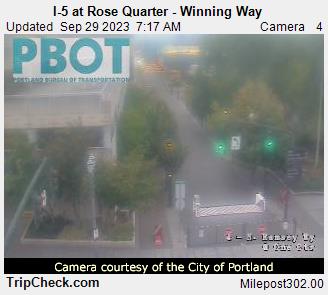 I-5 at Rose Quarter - Winning Way
Updated Sep 29 2023 7:17 AM Camera 4
PBOT
PORTLAND BUREAU OF TRANSPORTATION
Camera courtesy of the City of Portland
TripCheck.com Milepost302.00